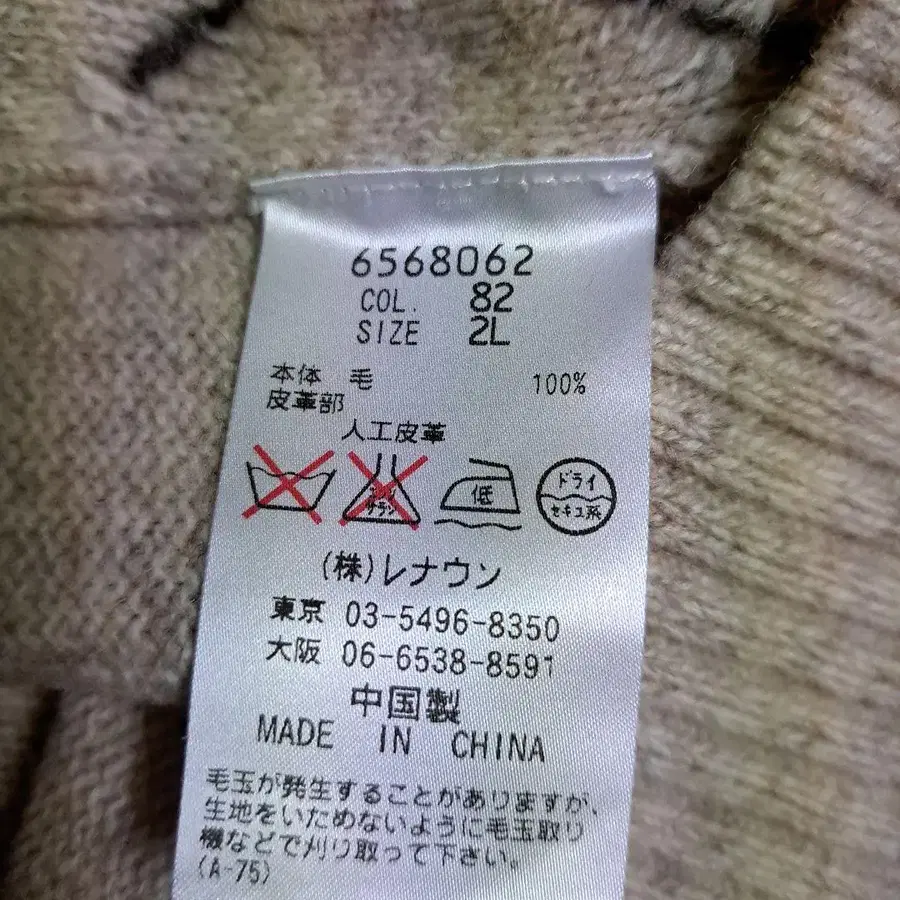 6568062
COL. 82
SIZE 2L
本体 毛 100%
皮革部
人工皮革
低
ドライ
セキユ系
(株)レナウン
東京 03-5496-8350
大阪 06-6538-8591
中国製
MADE IN CHINA
毛玉が発生することがありますが、
生地をいためないように毛玉取り
機などで刈り取って下さい。
(A-75)